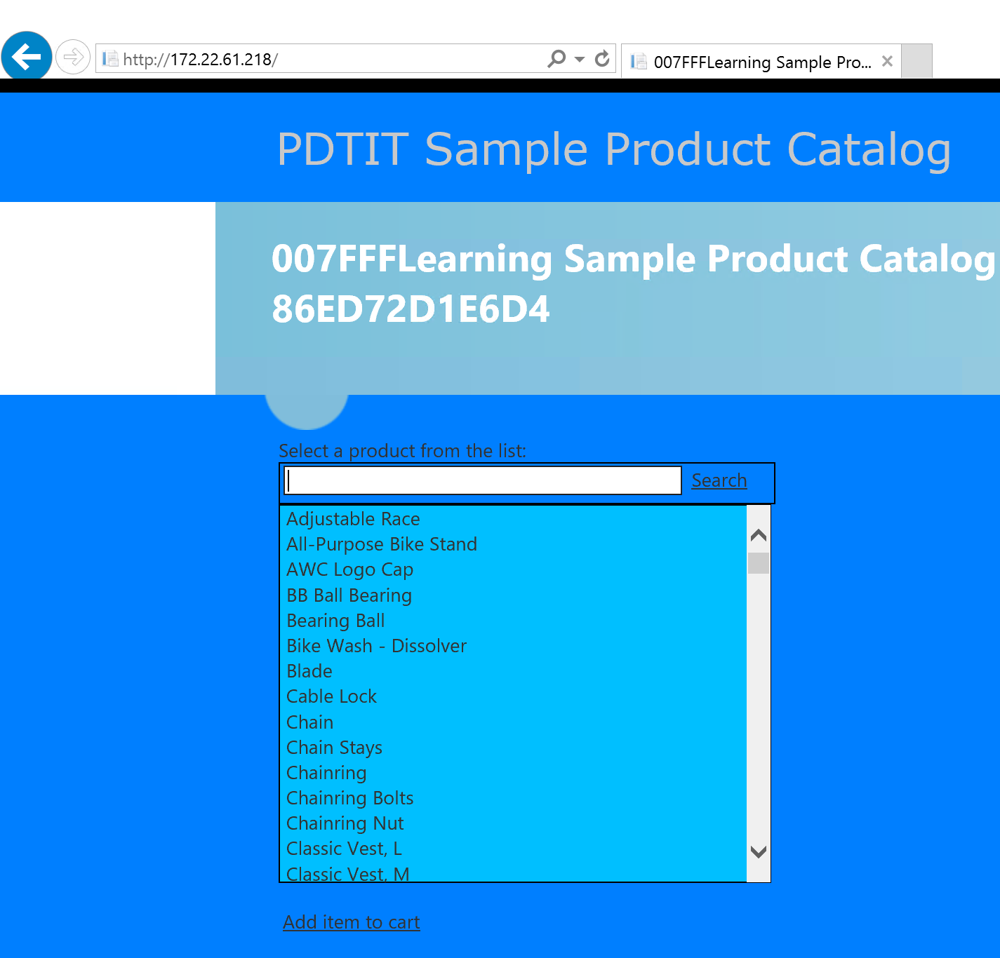 http://172.22.61.218/
007FFFLearning Sample Pro...
PDTIT Sample Product Catalog
007FFFLearning Sample Product Catalog
86ED72D1E6D4
Select a product from the list:
Search
Adjustable Race
All-Purpose Bike Stand
AWC Logo Cap
BB Ball Bearing
Bearing Ball
Bike Wash - Dissolver
Blade
Cable Lock
Chain
Chain Stays
Chainring
Chainring Bolts
Chainring Nut
Classic Vest, L
Classic Vest, M
Add item to cart